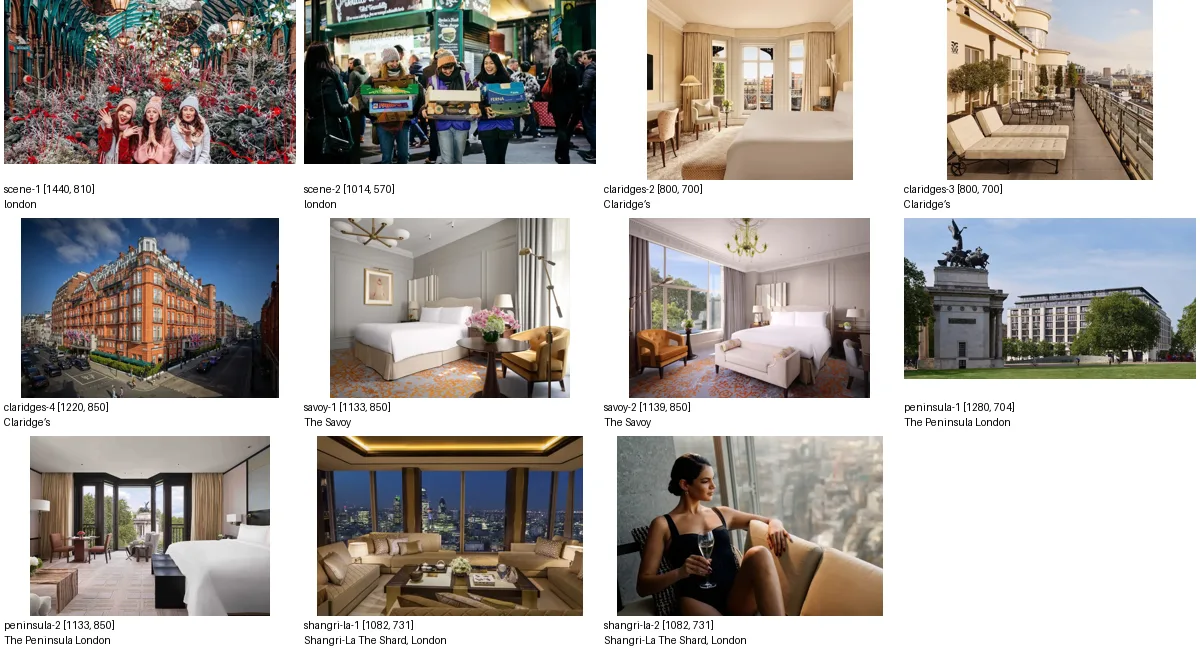 scene-1 [1440, 810]
london
scene-2 [1014, 570]
london
claridges-2 [800, 700]
Claridge's
claridges-3 [800, 700]
Claridge's
claridges-4 [1220, 850]
Claridge's
savoy-1 [1133, 850]
The Savoy
savoy-2 [1139, 850]
The Savoy
peninsula-1 [1280, 704]
The Peninsula London
peninsula-2 [1133, 850]
The Peninsula London
shangri-la-1 [1082, 731]
Shangri-La The Shard, London
shangri-la-2 [1082, 731]
Shangri-La The Shard, London